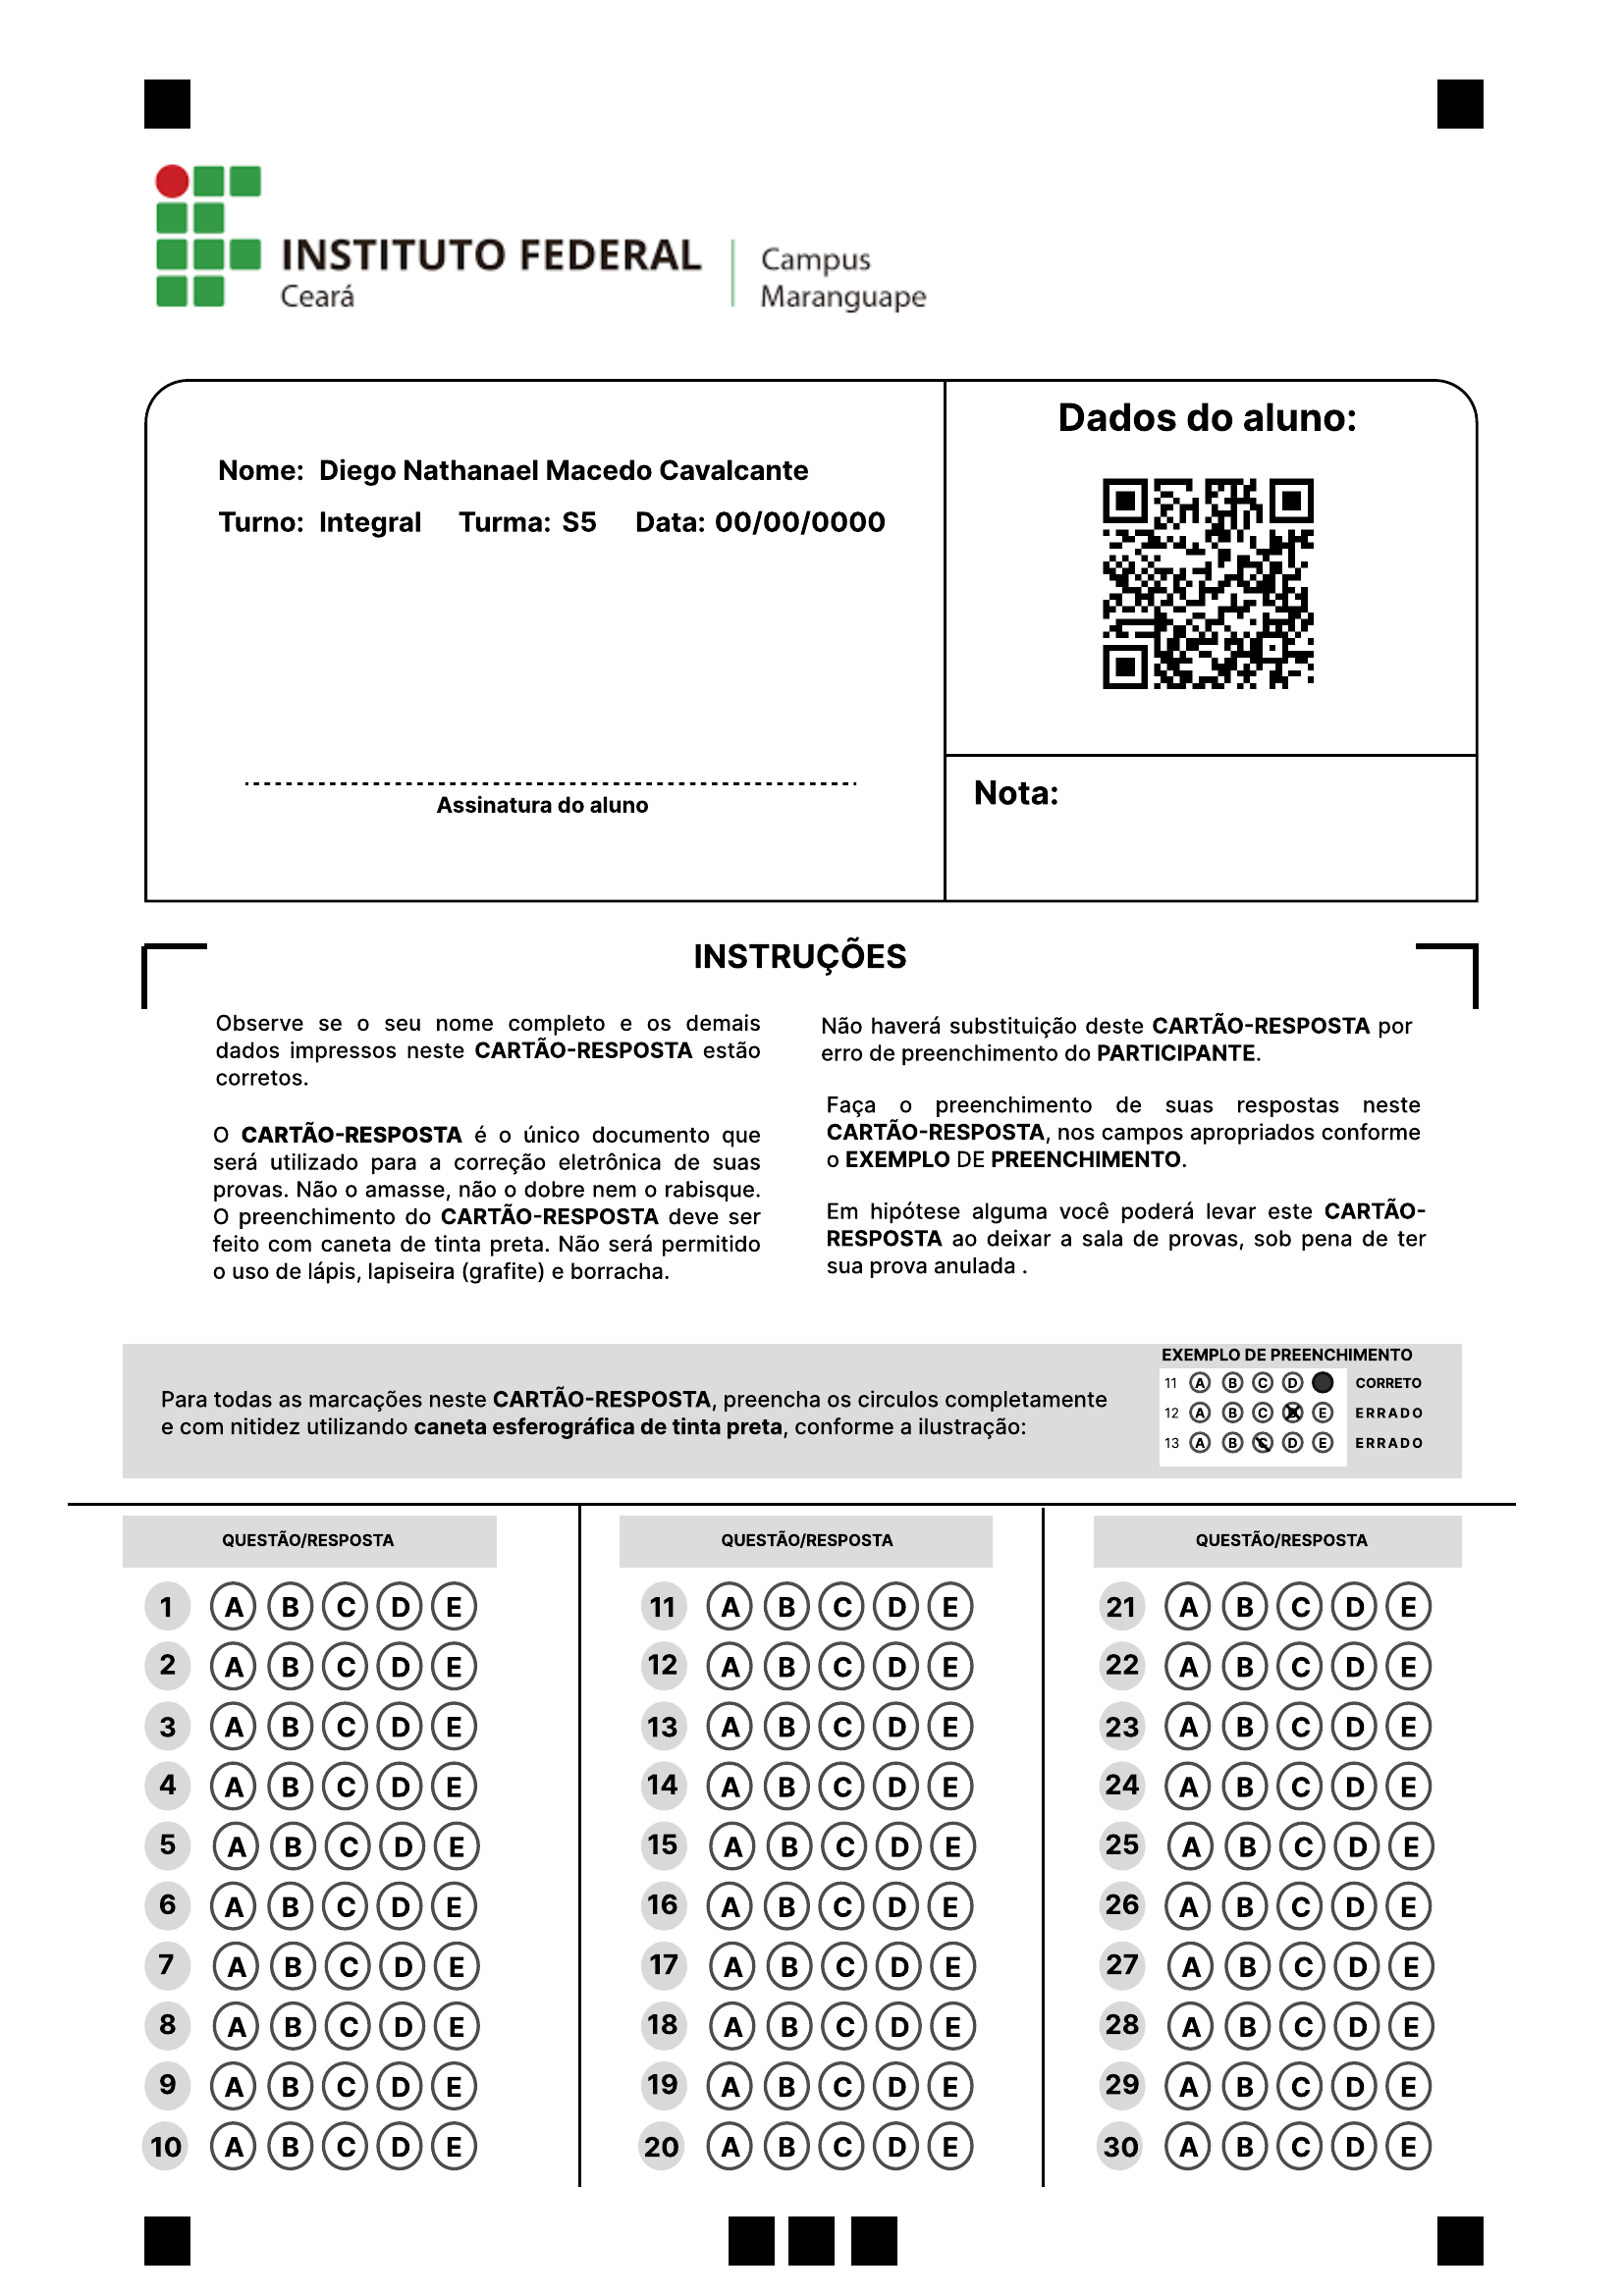 INSTITUTO FEDERAL
Ceará
Campus
Maranguape
Nome: Diego Nathanael Macedo Cavalcante
Turno: Integral Turma: S5 Data: 00/00/0000
Assinatura do aluno
Dados do aluno:
Nota:
INSTRUÇÕES
Observe se o seu nome completo e os demais
dados impressos neste CARTÃO-RESPOSTA estão
corretos.
O CARTÃO-RESPOSTA é o único documento que
será utilizado para a correção eletrônica de suas
provas. Não o amasse, não o dobre nem o rabisque.
O preenchimento do CARTÃO-RESPOSTA deve ser
feito com caneta de tinta preta. Não será permitido
o uso de lápis, lapiseira (grafite) e borracha.
Não haverá substituição deste CARTÃO-RESPOSTA por
erro de preenchimento do PARTICIPANTE.
Faça o preenchimento de suas respostas neste
CARTÃO-RESPOSTA, nos campos apropriados conforme
o EXEMPLO DE PREENCHIMENTO.
Em hipótese alguma você poderá levar este CARTÃO-
RESPOSTA ao deixar a sala de provas, sob pena de ter
sua prova anulada .
Para todas as marcações neste CARTÃO-RESPOSTA, preencha os circulos completamente
e com nitidez utilizando caneta esferográfica de tinta preta, conforme a ilustração:
EXEMPLO DE PREENCHIMENTO
11 A B C D CORRETO
12 A B C D E ERRADO
13 A B C D E ERRADO
QUESTÃO/RESPOSTA
1 A B C D E
2 A B C D E
3 A B C D E
4 A B C D E
5 A B C D E
6 A B C D E
7 A B C D E
8 A B C D E
9 A B C D E
10 A B C D E
QUESTÃO/RESPOSTA
11 A B C D E
12 A B C D E
13 A B C D E
14 A B C D E
15 A B C D E
16 A B C D E
17 A B C D E
18 A B C D E
19 A B C D E
20 A B C D E
QUESTÃO/RESPOSTA
21 A B C D E
22 A B C D E
23 A B C D E
24 A B C D E
25 A B C D E
26 A B C D E
27 A B C D E
28 A B C D E
29 A B C D E
30 A B C D E